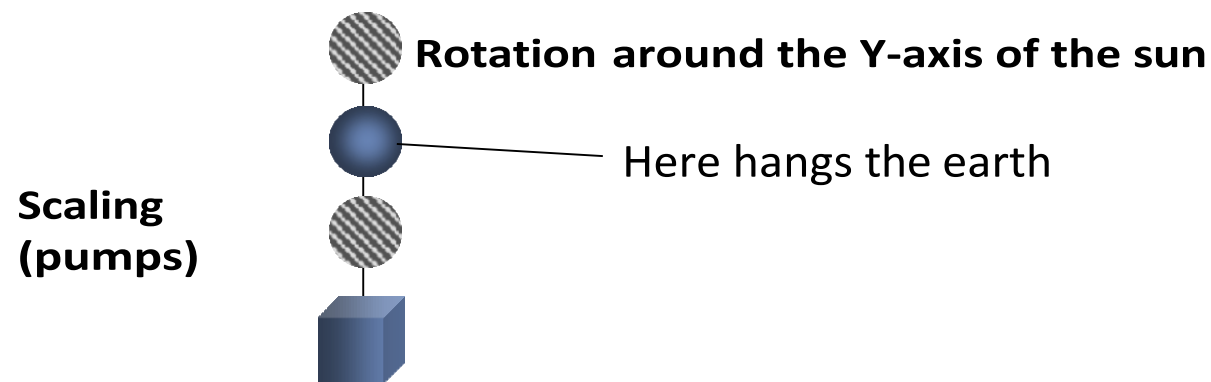 Rotation around the Y-axis of the sun
Here hangs the earth
Scaling
(pumps)